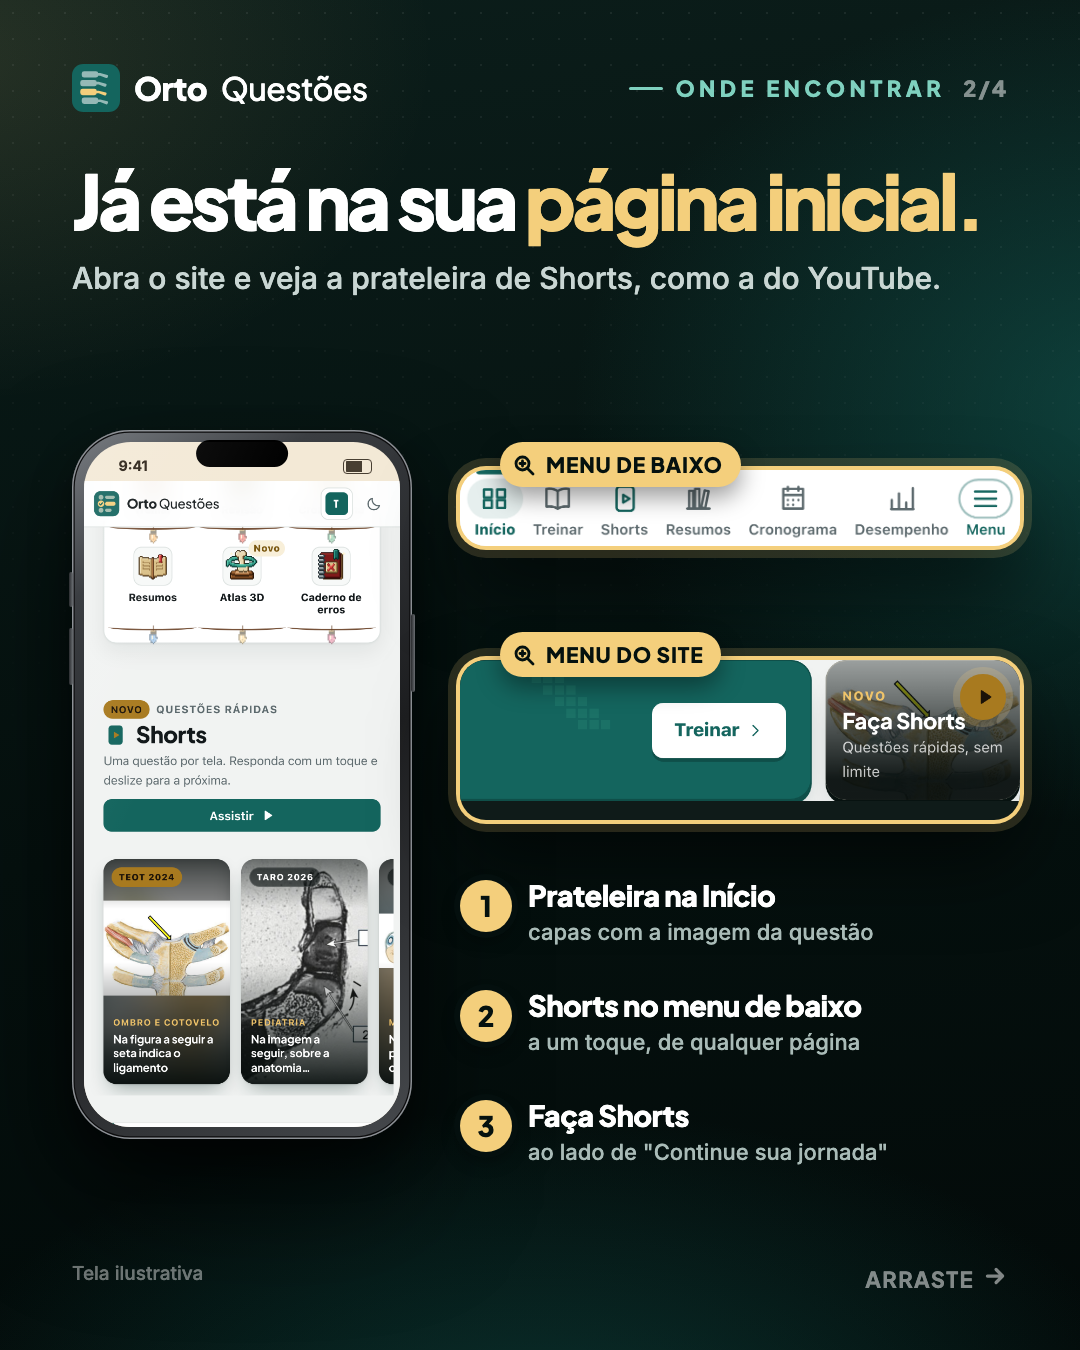 Orto Questões
ONDE ENCONTRAR 2/4
Já está na sua página inicial.
Abra o site e veja a prateleira de Shorts, como a do YouTube.
9:41
Orto Questões
T
Resumos
Novo
Atlas 3D
Caderno de
erros
NOVO QUESTÕES RÁPIDAS
Shorts
Uma questão por tela. Responda com um toque e
deslize para a próxima.
Assistir
TEOT 2024
OMBRO E COTOVELO
Na figura a seguir a
seta indica o
ligamento
TARO 2026
2
PEDIATRIA
Na imagem a
seguir, sobre a
anatomia...
MENU DE BAIXO
Início Treinar Shorts Resumos Cronograma Desempenho Menu
MENU DO SITE
Treinar
NOVO
Faça Shorts
Questões rápidas, sem
limite
1 Prateleira na Início
capas com a imagem da questão
2 Shorts no menu de baixo
a um toque, de qualquer página
3 Faça Shorts
ao lado de "Continue sua jornada"
Tela ilustrativa
ARRASTE →